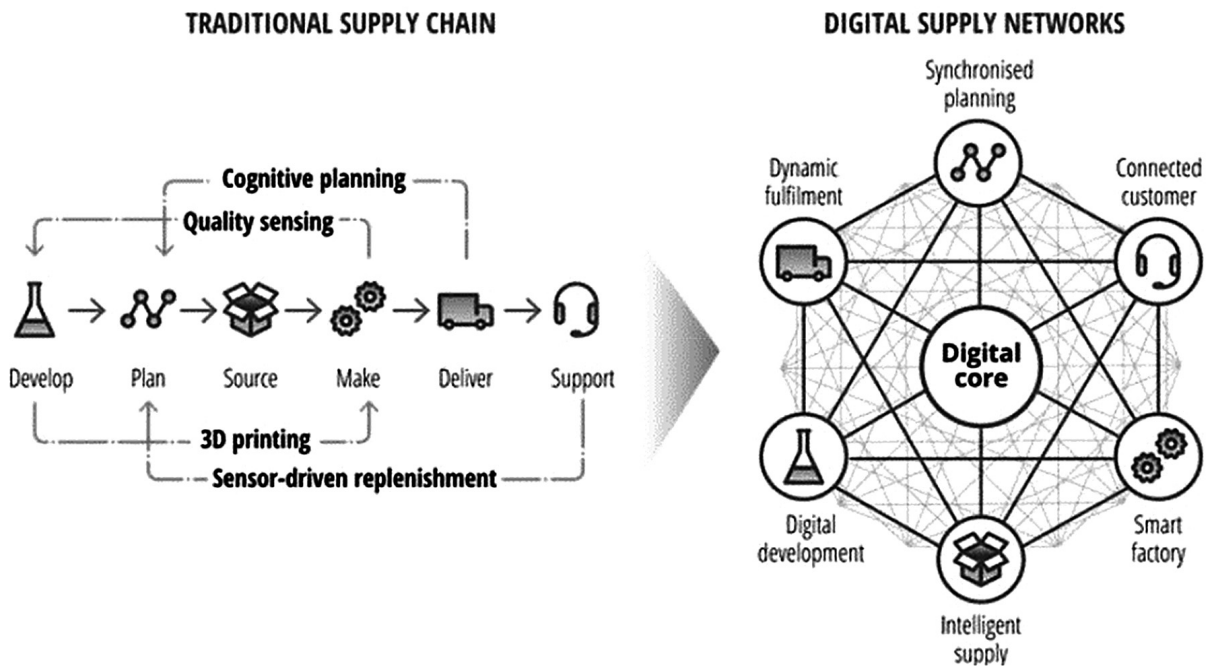 TRADITIONAL SUPPLY CHAIN
Cognitive planning
Quality sensing
Develop
Plan
Source
Make
Deliver
Support
3D printing
Sensor-driven replenishment
DIGITAL SUPPLY NETWORKS
Synchronised
planning
Dynamic
fulfilment
Connected
customer
Digital
core
Digital
development
Smart
factory
Intelligent
supply